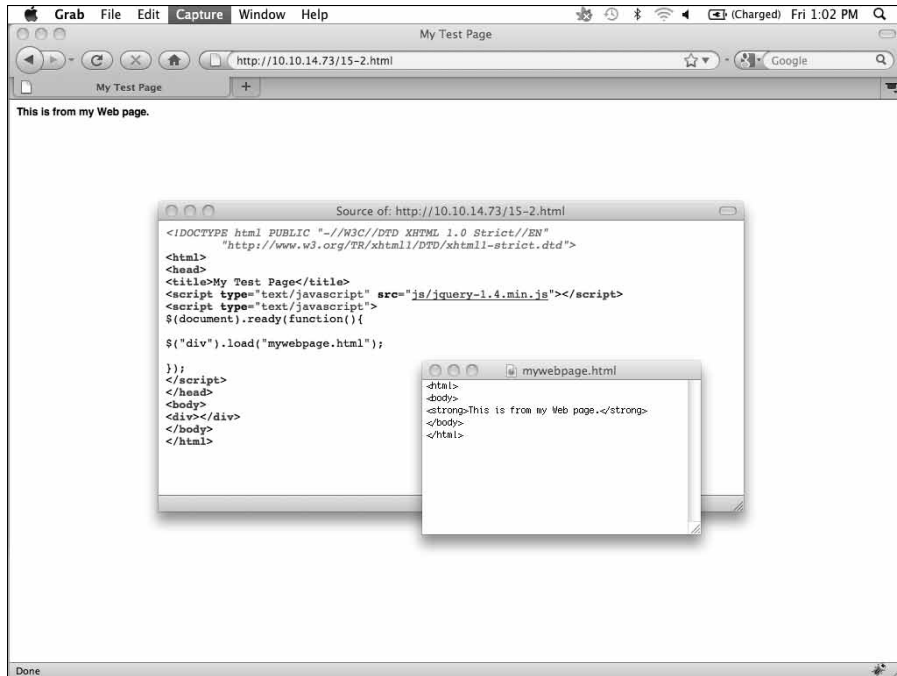 Grab File Edit Capture Window Help (Charged) Fri 1:02 PM
My Test Page
http://10.10.14.73/15-2.html Google
My Test Page +
This is from my Web page.
Source of: http://10.10.14.73/15-2.html
<!DOCTYPE html PUBLIC "-//W3C//DTD XHTML 1.0 Strict//EN"
"http://www.w3.org/TR/xhtml1/DTD/xhtml1-strict.dtd">
<html>
<head>
<title>My Test Page</title>
<script type="text/javascript" src="js/jquery-1.4.min.js"></script>
<script type="text/javascript">
$(document).ready(function(){
$("div").load("mywebpage.html");
});
</script>
</head>
<body>
<div></div>
</body>
</html>
mywebpage.html
<html>
<body>
<strong>This is from my Web page.</strong>
</body>
</html>
Done